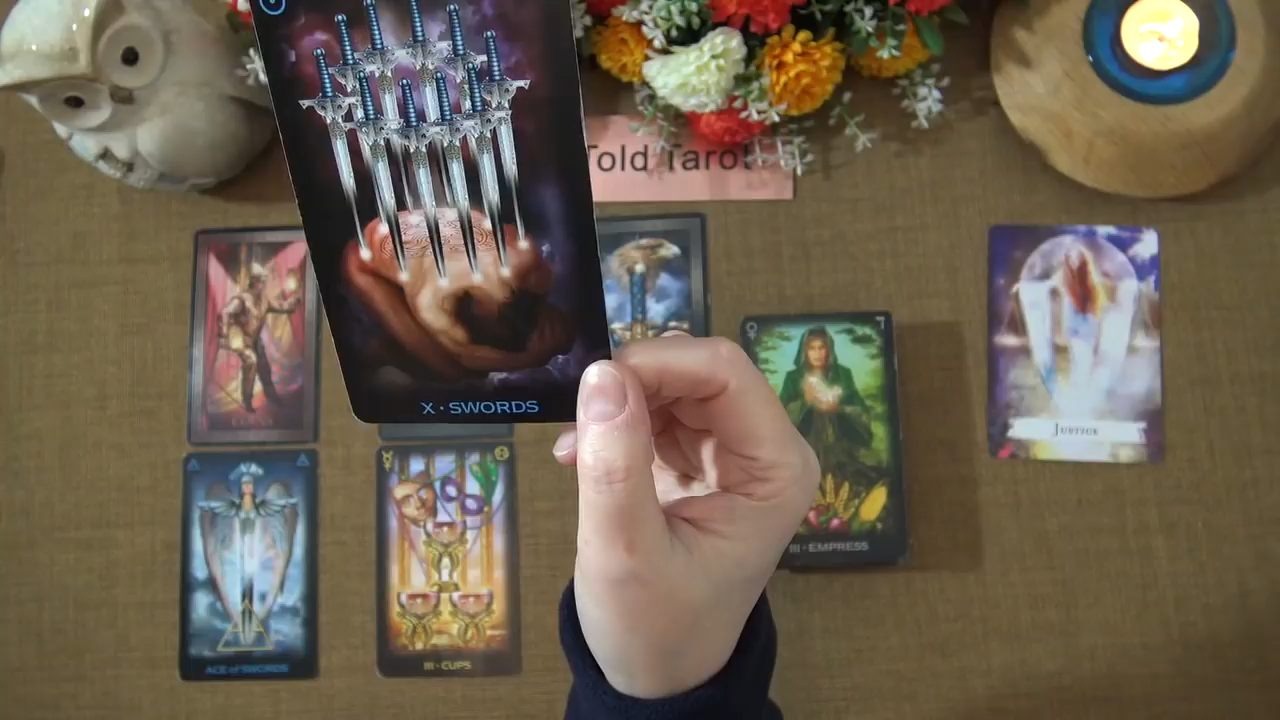 Told Tarot
X · SWORDS
JUSTICE
III · EMPRESS
ACE of SWORDS
III · CUPS